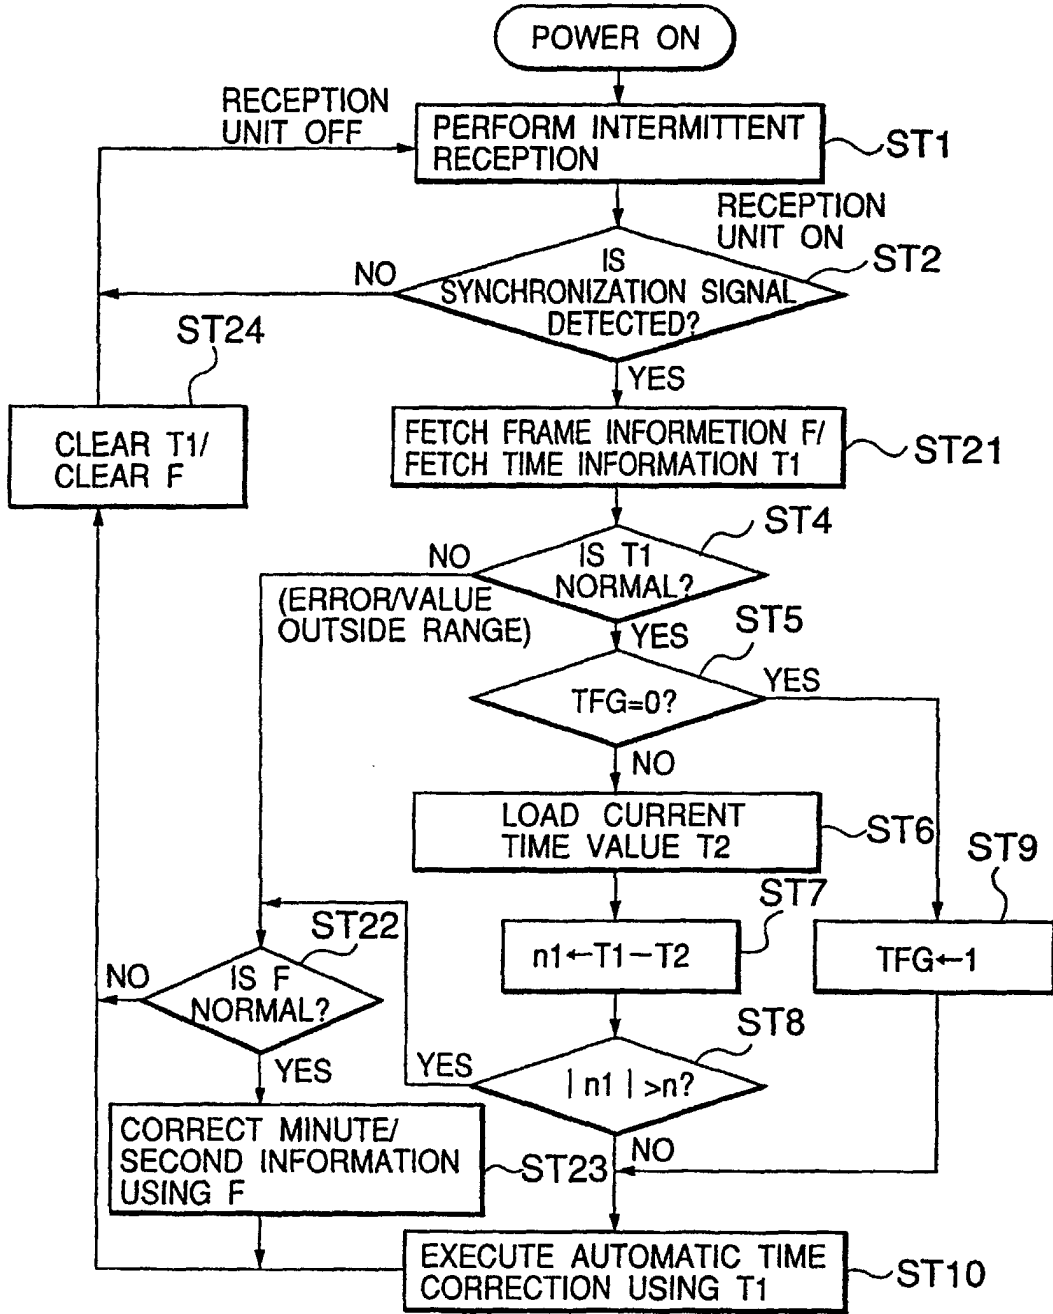 POWER ON
RECEPTION
UNIT OFF
PERFORM INTERMITTENT
RECEPTION
ST1
RECEPTION
UNIT ON
ST2
IS
SYNCHRONIZATION SIGNAL
DETECTED?
NO
YES
ST24
CLEAR T1/
CLEAR F
FETCH FRAME INFORMETION F/
FETCH TIME INFORMATION T1
ST21
ST4
IS T1
NORMAL?
NO
(ERROR/VALUE
OUTSIDE RANGE)
YES
ST5
TFG=0?
YES
NO
LOAD CURRENT
TIME VALUE T2
ST6
ST9
ST7
n1←T1−T2
TFG←1
ST22
IS F
NORMAL?
NO
YES
ST8
| n1 | >n?
YES
NO
CORRECT MINUTE/
SECOND INFORMATION
USING F
ST23
EXECUTE AUTOMATIC TIME
CORRECTION USING T1
ST10